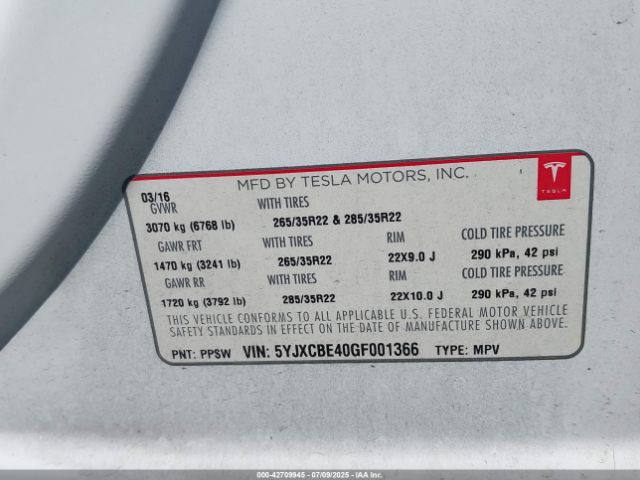 MFD BY TESLA MOTORS, INC.
TESLA
03/16
GVWR WITH TIRES
3070 kg (6768 lb) 265/35R22 & 285/35R22
GAWR FRT WITH TIRES RIM COLD TIRE PRESSURE
1470 kg (3241 lb) 265/35R22 22X9.0 J 290 kPa, 42 psi
GAWR RR WITH TIRES RIM COLD TIRE PRESSURE
1720 kg (3792 lb) 285/35R22 22X10.0 J 290 kPa, 42 psi
THIS VEHICLE CONFORMS TO ALL APPLICABLE U.S. FEDERAL MOTOR VEHICLE
SAFETY STANDARDS IN EFFECT ON THE DATE OF MANUFACTURE SHOWN ABOVE.
PNT: PPSW VIN: 5YJXCBE40GF001366 TYPE: MPV
000-42709945 - 07/09/2025 - IAA Inc.